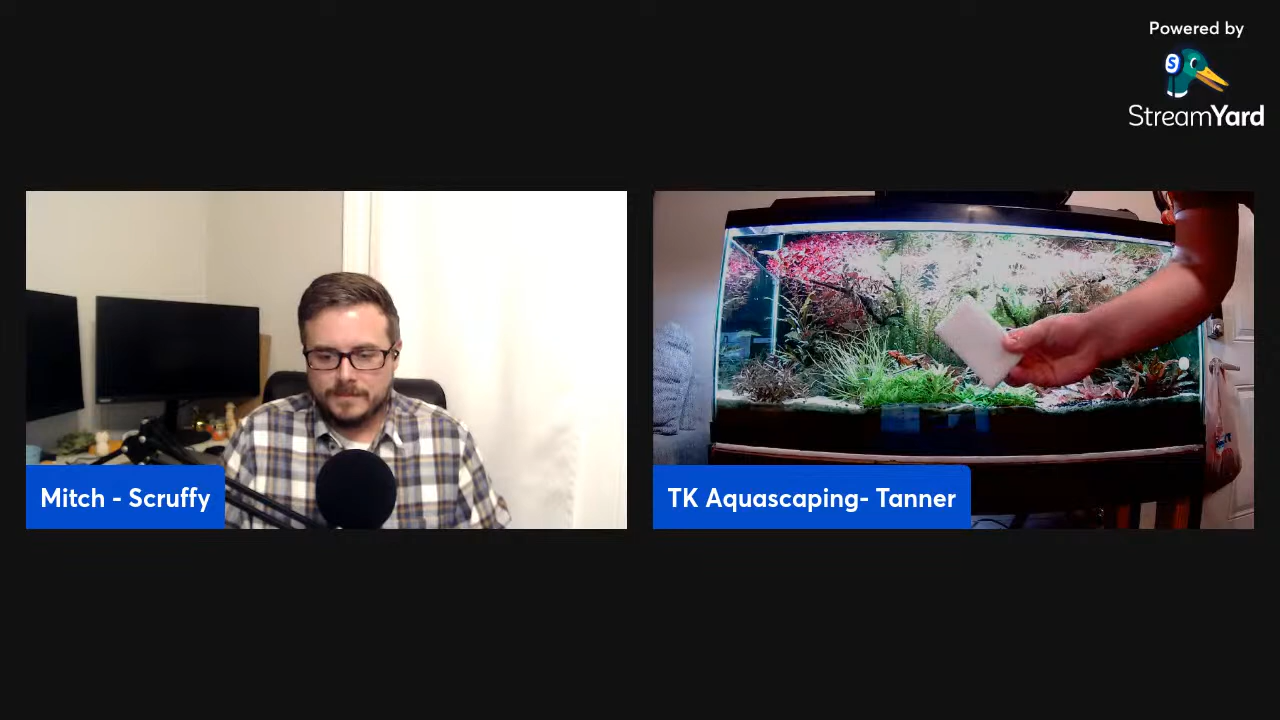 Powered by
S
StreamYard
Mitch - Scruffy
TK Aquascaping- Tanner